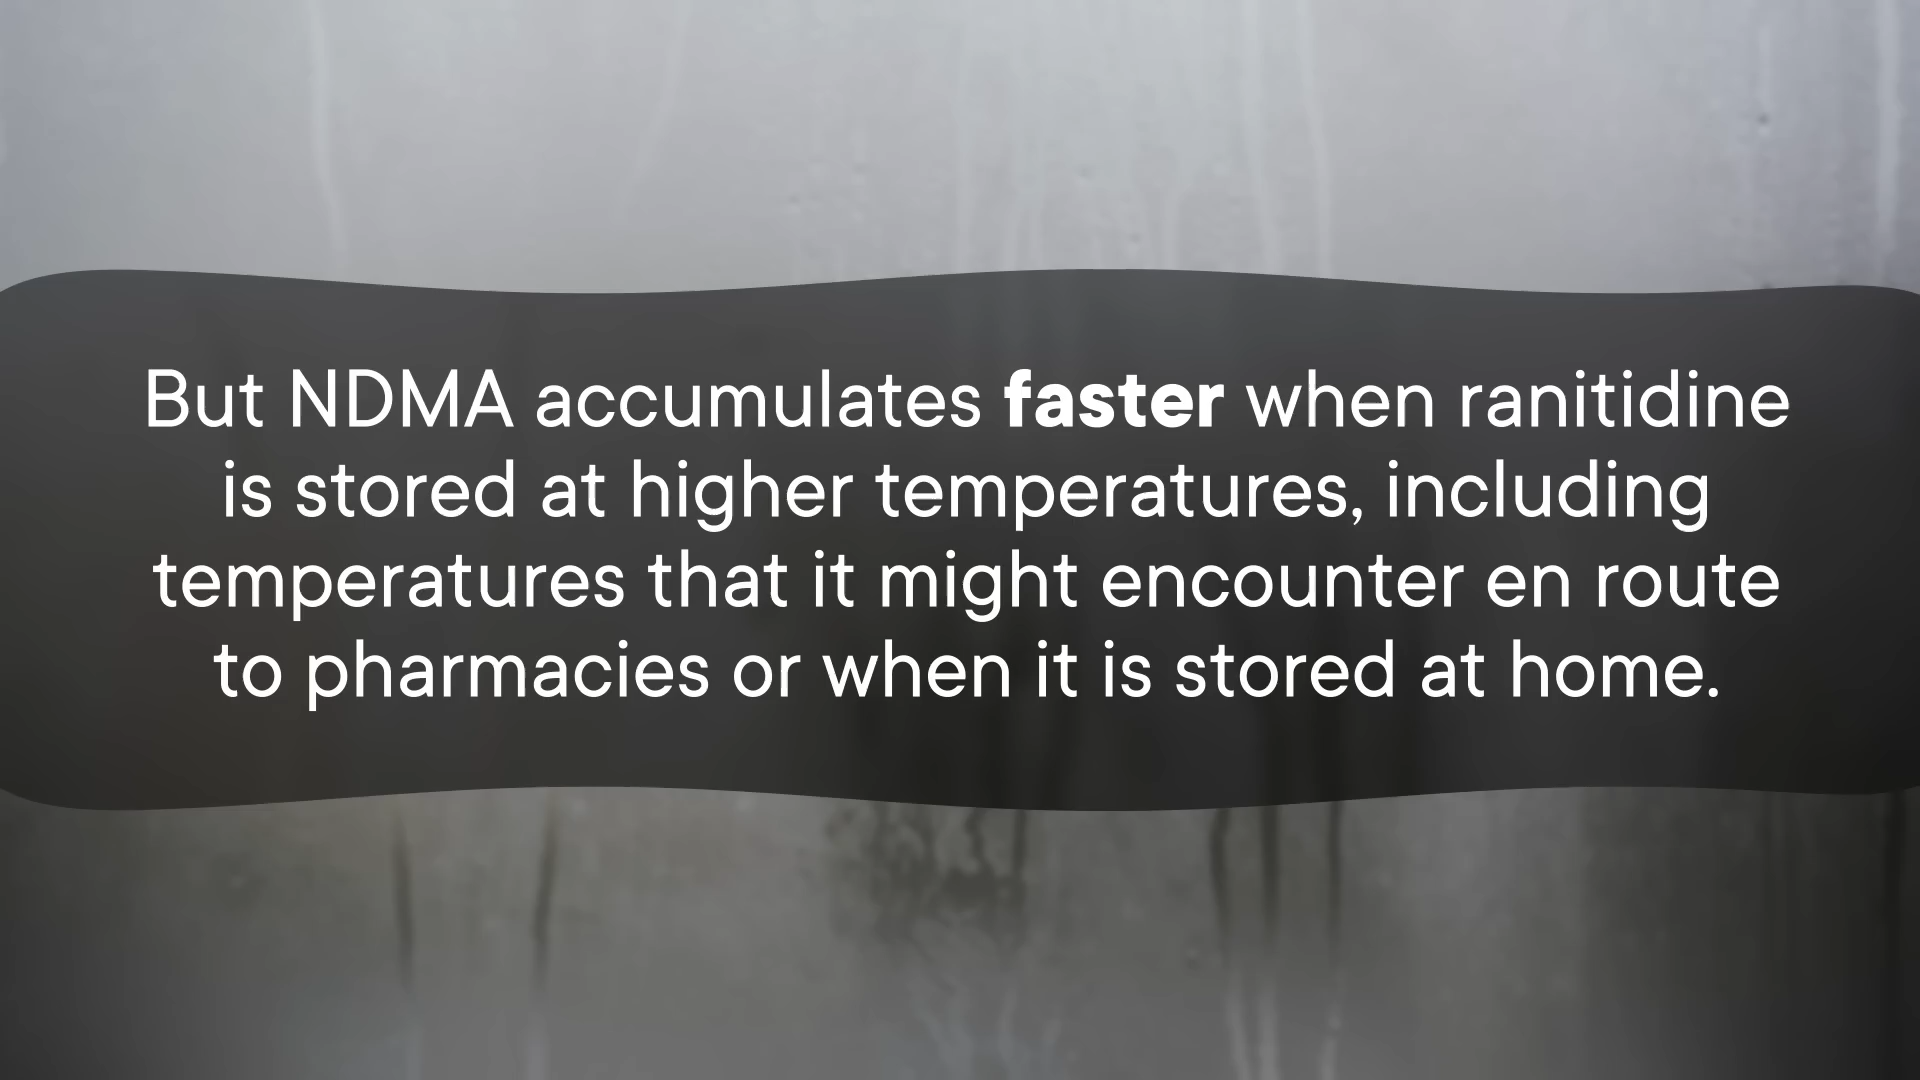 But NDMA accumulates faster when ranitidine
is stored at higher temperatures, including
temperatures that it might encounter en route
to pharmacies or when it is stored at home.